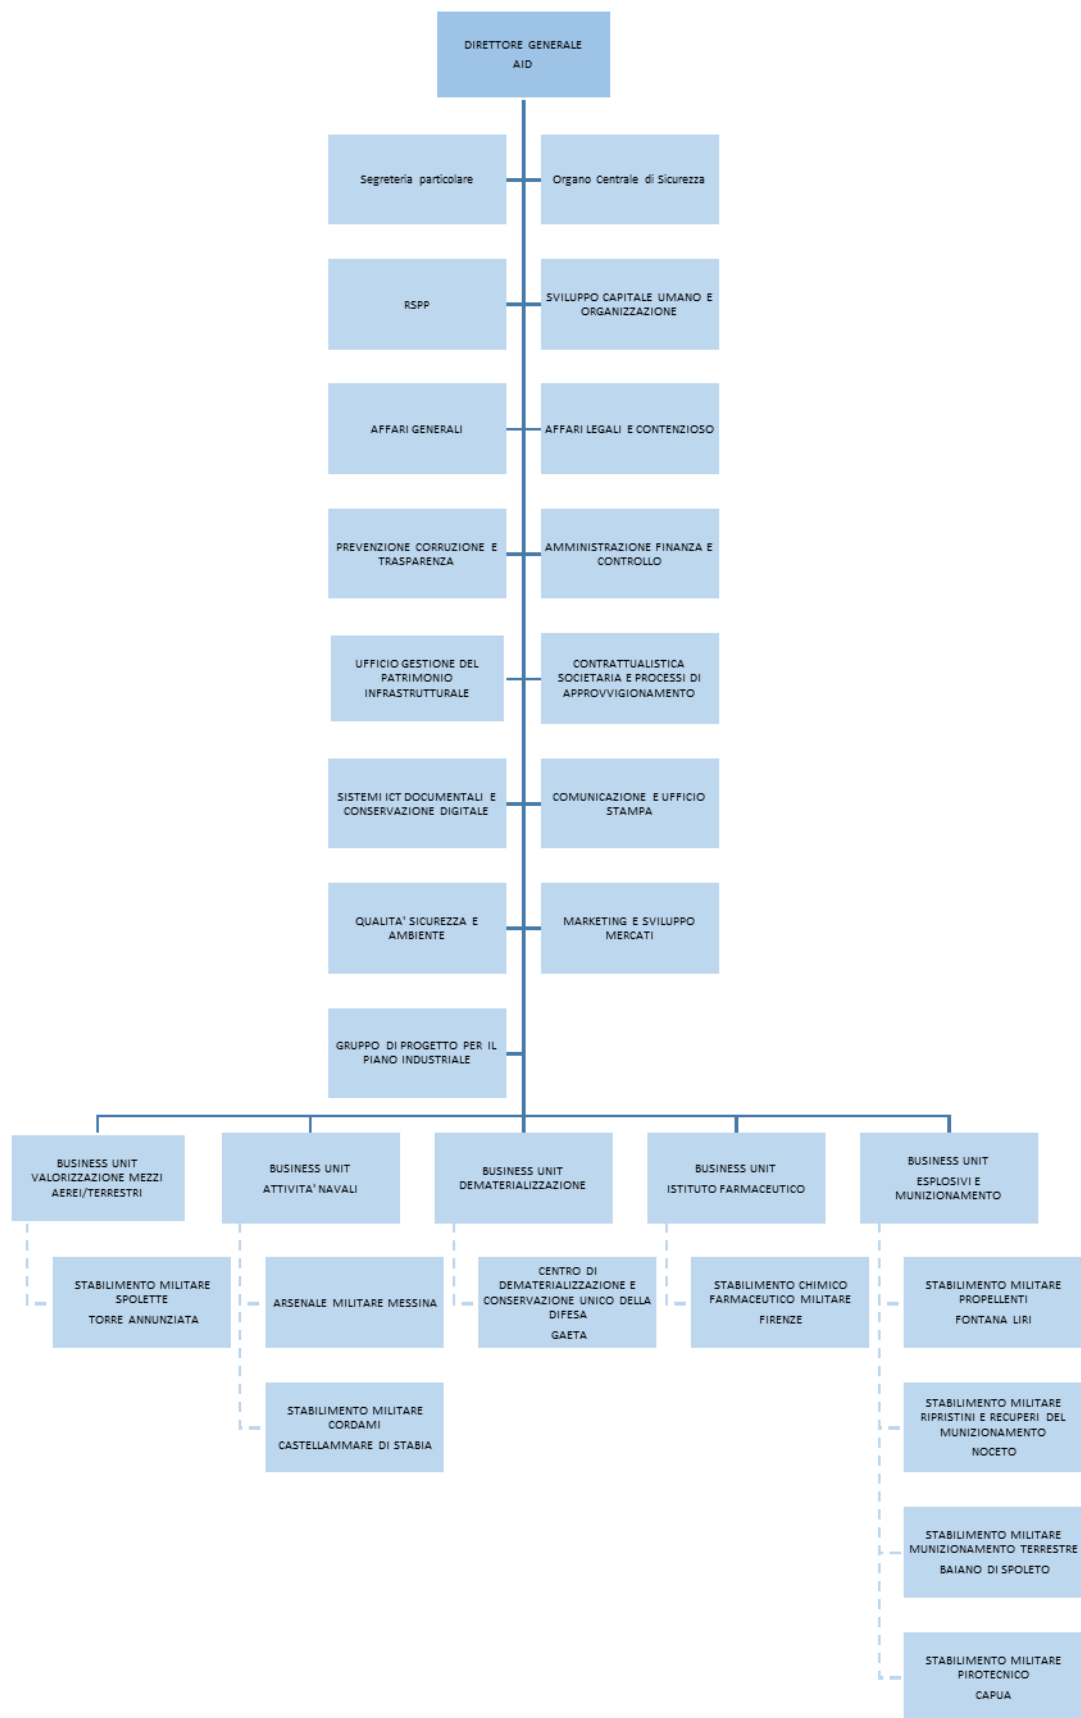 DIRETTORE GENERALE
AID
Segreteria particolare
Organo Centrale di Sicurezza
RSPP
SVILUPPO CAPITALE UMANO E
ORGANIZZAZIONE
AFFARI GENERALI
AFFARI LEGALI E CONTENZIOSO
PREVENZIONE CORRUZIONE E
TRASPARENZA
AMMINISTRAZIONE FINANZA E
CONTROLLO
UFFICIO GESTIONE DEL
PATRIMONIO
INFRASTRUTTURALE
CONTRATTUALISTICA
SOCIETARIA E PROCESSI DI
APPROVVIGIONAMENTO
SISTEMI ICT DOCUMENTALI E
CONSERVAZIONE DIGITALE
COMUNICAZIONE E UFFICIO
STAMPA
QUALITA' SICUREZZA E
AMBIENTE
MARKETING E SVILUPPO
MERCATI
GRUPPO DI PROGETTO PER IL
PIANO INDUSTRIALE
BUSINESS UNIT
VALORIZZAZIONE MEZZI
AEREI/TERRESTRI
BUSINESS UNIT
ATTIVITA' NAVALI
BUSINESS UNIT
DEMATERIALIZZAZIONE
BUSINESS UNIT
ISTITUTO FARMACEUTICO
BUSINESS UNIT
ESPLOSIVI E
MUNIZIONAMENTO
STABILIMENTO MILITARE
SPOLETTE
TORRE ANNUNZIATA
ARSENALE MILITARE MESSINA
CENTRO DI
DEMATERIALIZZAZIONE E
CONSERVAZIONE UNICO DELLA
DIFESA
GAETA
STABILIMENTO CHIMICO
FARMACEUTICO MILITARE
FIRENZE
STABILIMENTO MILITARE
PROPELLENTI
FONTANA LIRI
STABILIMENTO MILITARE
CORDAMI
CASTELLAMMARE DI STABIA
STABILIMENTO MILITARE
RIPRISTINI E RECUPERI DEL
MUNIZIONAMENTO
NOCETO
STABILIMENTO MILITARE
MUNIZIONAMENTO TERRESTRE
BAIANO DI SPOLETO
STABILIMENTO MILITARE
PIROTECNICO
CAPUA